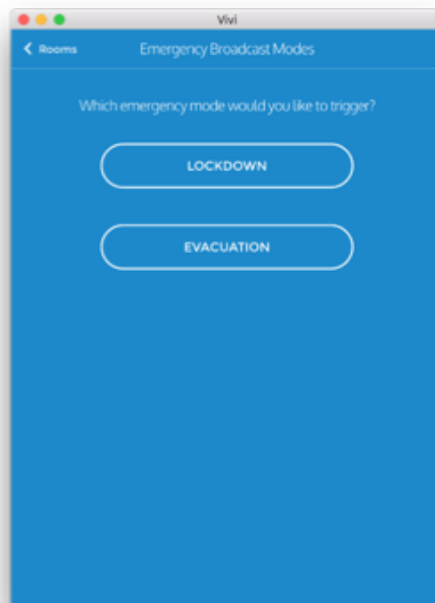 Vivi
Rooms Emergency Broadcast Modes
Which emergency mode would you like to trigger?
LOCKDOWN
EVACUATION